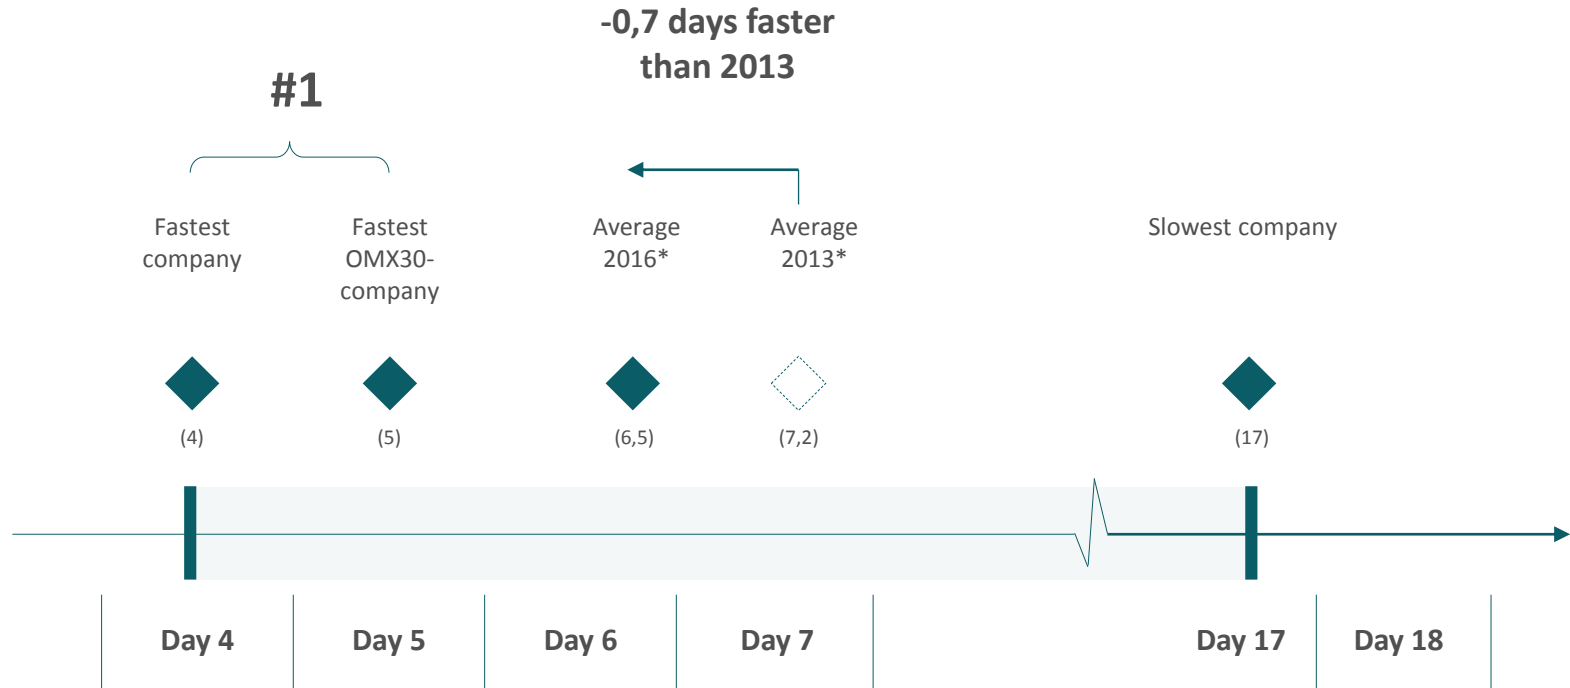 -0,7 days faster
than 2013
#1
Fastest
company
Fastest
OMX30-
company
Average
2016*
Average
2013*
Slowest company
(4)
(5)
(6,5)
(7,2)
(17)
Day 4
Day 5
Day 6
Day 7
Day 17
Day 18